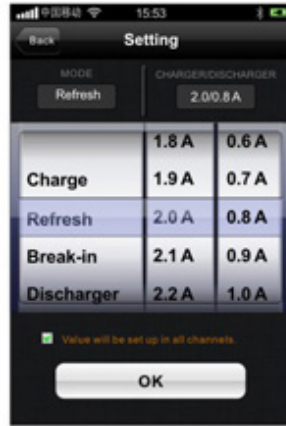 中国移动 15:53
Back Setting
MODE CHARGER/DISCHARGER
Refresh 2.0/0.8 A
1.8 A 0.6 A
Charge 1.9 A 0.7 A
Refresh 2.0 A 0.8 A
Break-in 2.1 A 0.9 A
Discharger 2.2 A 1.0 A
Value will be set up in all channels.
OK